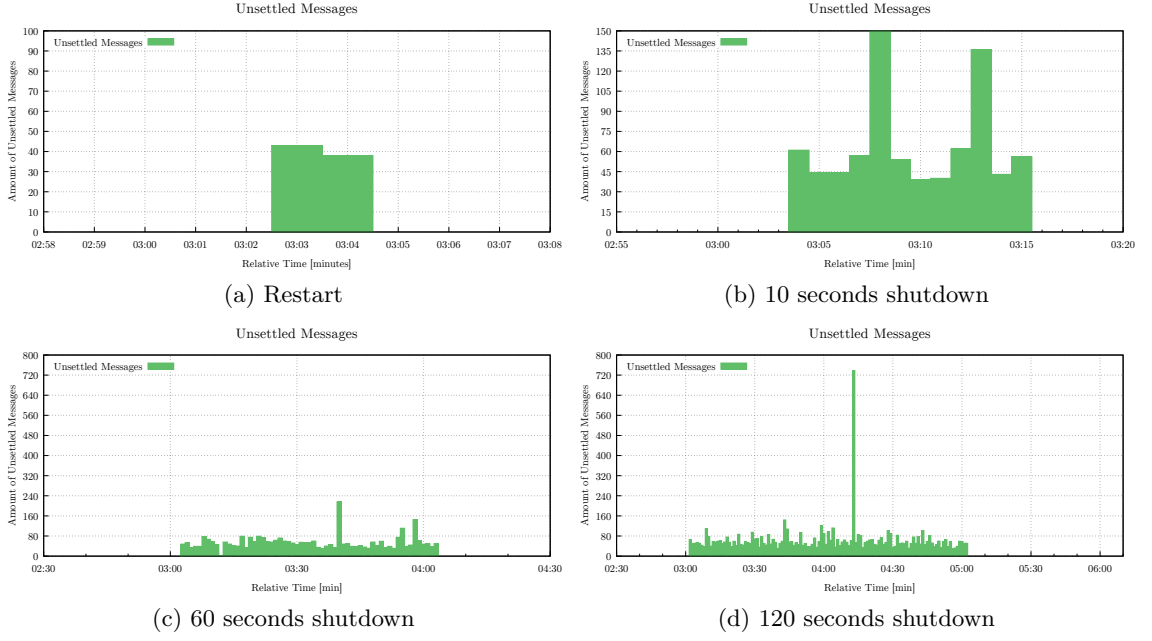 Unsettled Messages
Unsettled Messages
Amount of Unsettled Messages
100
90
80
70
60
50
40
30
20
10
0
02:58 02:59 03:00 03:01 03:02 03:03 03:04 03:05 03:06 03:07 03:08
Relative Time [minutes]
(a) Restart
Unsettled Messages
Unsettled Messages
Amount of Unsettled Messages
150
135
120
105
90
75
60
45
30
15
0
02:55 03:00 03:05 03:10 03:15 03:20
Relative Time [min]
(b) 10 seconds shutdown
Unsettled Messages
Unsettled Messages
Amount of Unsettled Messages
800
720
640
560
480
400
320
240
160
80
0
02:30 03:00 03:30 04:00 04:30
Relative Time [min]
(c) 60 seconds shutdown
Unsettled Messages
Unsettled Messages
Amount of Unsettled Messages
800
720
640
560
480
400
320
240
160
80
0
02:30 03:00 03:30 04:00 04:30 05:00 05:30 06:00
Relative Time [min]
(d) 120 seconds shutdown